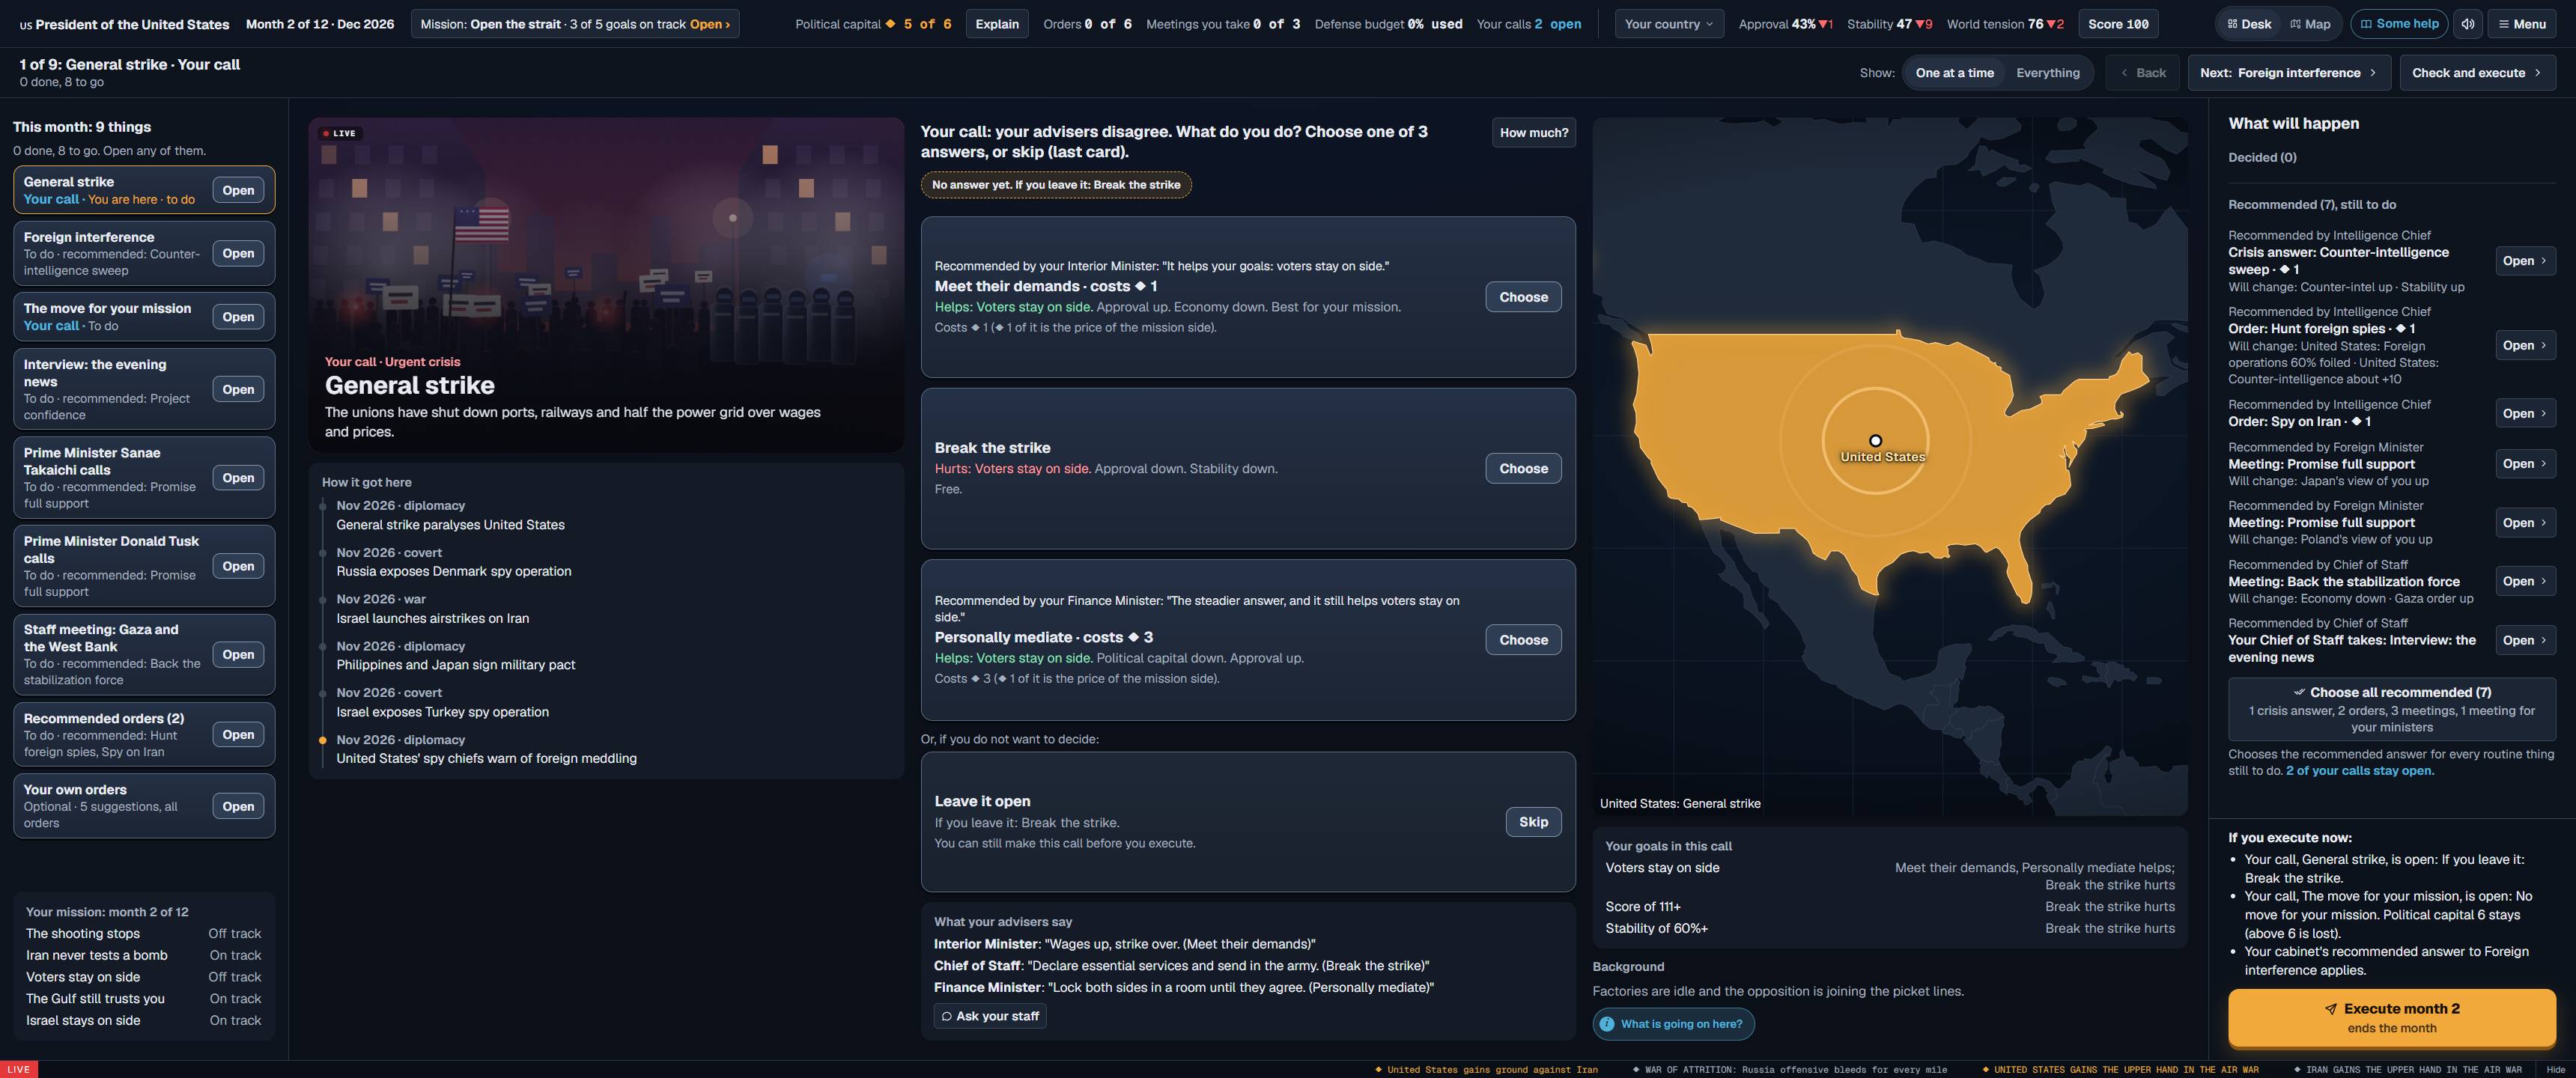 US President of the United States
Month 2 of 12 · Dec 2026
Mission: Open the strait · 3 of 5 goals on track Open ›
Political capital ◆ 5 of 6
Explain
Orders 0 of 6
Meetings you take 0 of 3
Defense budget 0% used
Your calls 2 open
Your country
Approval 43% ▼1
Stability 47 ▼9
World tension 76 ▼2
Score 100
Desk
Map
Some help
Menu
1 of 9: General strike · Your call
0 done, 8 to go
Show:
One at a time
Everything
‹ Back
Next: Foreign interference ›
Check and execute ›
This month: 9 things
0 done, 8 to go. Open any of them.
General strike
Your call · You are here · to do
Open
Foreign interference
To do · recommended: Counter-
intelligence sweep
Open
The move for your mission
Your call · To do
Open
Interview: the evening
news
To do · recommended: Project
confidence
Open
Prime Minister Sanae
Takaichi calls
To do · recommended: Promise
full support
Open
Prime Minister Donald Tusk
calls
To do · recommended: Promise
full support
Open
Staff meeting: Gaza and
the West Bank
To do · recommended: Back the
stabilization force
Open
Recommended orders (2)
To do · recommended: Hunt
foreign spies, Spy on Iran
Open
Your own orders
Optional · 5 suggestions, all
orders
Open
Your mission: month 2 of 12
The shooting stops Off track
Iran never tests a bomb On track
Voters stay on side Off track
The Gulf still trusts you On track
Israel stays on side On track
LIVE
Your call · Urgent crisis
General strike
The unions have shut down ports, railways and half the power grid over wages
and prices.
How it got here
Nov 2026 · diplomacy
General strike paralyses United States
Nov 2026 · covert
Russia exposes Denmark spy operation
Nov 2026 · war
Israel launches airstrikes on Iran
Nov 2026 · diplomacy
Philippines and Japan sign military pact
Nov 2026 · covert
Israel exposes Turkey spy operation
Nov 2026 · diplomacy
United States' spy chiefs warn of foreign meddling
Your call: your advisers disagree. What do you do? Choose one of 3
answers, or skip (last card).
How much?
No answer yet. If you leave it: Break the strike
Recommended by your Interior Minister: "It helps your goals: voters stay on side."
Meet their demands · costs ◆ 1
Helps: Voters stay on side. Approval up. Economy down. Best for your mission.
Costs ◆ 1 (◆ 1 of it is the price of the mission side).
Choose
Break the strike
Hurts: Voters stay on side. Approval down. Stability down.
Free.
Choose
Recommended by your Finance Minister: "The steadier answer, and it still helps voters stay on
side."
Personally mediate · costs ◆ 3
Helps: Voters stay on side. Political capital down. Approval up.
Costs ◆ 3 (◆ 1 of it is the price of the mission side).
Choose
Or, if you do not want to decide:
Leave it open
If you leave it: Break the strike.
You can still make this call before you execute.
Skip
What your advisers say
Interior Minister: "Wages up, strike over. (Meet their demands)"
Chief of Staff: "Declare essential services and send in the army. (Break the strike)"
Finance Minister: "Lock both sides in a room until they agree. (Personally mediate)"
Ask your staff
United States
United States: General strike
Your goals in this call
Voters stay on side Meet their demands, Personally mediate helps;
Break the strike hurts
Score of 111+ Break the strike hurts
Stability of 60%+ Break the strike hurts
Background
Factories are idle and the opposition is joining the picket lines.
What is going on here?
What will happen
Decided (0)
Recommended (7), still to do
Recommended by Intelligence Chief
Crisis answer: Counter-intelligence
sweep · ◆ 1
Will change: Counter-intel up · Stability up
Open ›
Recommended by Intelligence Chief
Order: Hunt foreign spies · ◆ 1
Will change: United States: Foreign
operations 60% foiled · United States:
Counter-intelligence about +10
Open ›
Recommended by Intelligence Chief
Order: Spy on Iran · ◆ 1
Open ›
Recommended by Foreign Minister
Meeting: Promise full support
Will change: Japan's view of you up
Open ›
Recommended by Foreign Minister
Meeting: Promise full support
Will change: Poland's view of you up
Open ›
Recommended by Chief of Staff
Meeting: Back the stabilization force
Will change: Economy down · Gaza order up
Open ›
Recommended by Chief of Staff
Your Chief of Staff takes: Interview: the
evening news
Open ›
Choose all recommended (7)
1 crisis answer, 2 orders, 3 meetings, 1 meeting for
your ministers
Chooses the recommended answer for every routine thing
still to do. 2 of your calls stay open.
If you execute now:
• Your call, General strike, is open: If you leave it:
Break the strike.
• Your call, The move for your mission, is open: No
move for your mission. Political capital 6 stays
(above 6 is lost).
• Your cabinet's recommended answer to Foreign
interference applies.
Execute month 2
ends the month
LIVE
◆ United States gains ground against Iran
◆ WAR OF ATTRITION: Russia offensive bleeds for every mile
◆ UNITED STATES GAINS THE UPPER HAND IN THE AIR WAR
◆ IRAN GAINS THE UPPER HAND IN THE AIR WAR
Hide